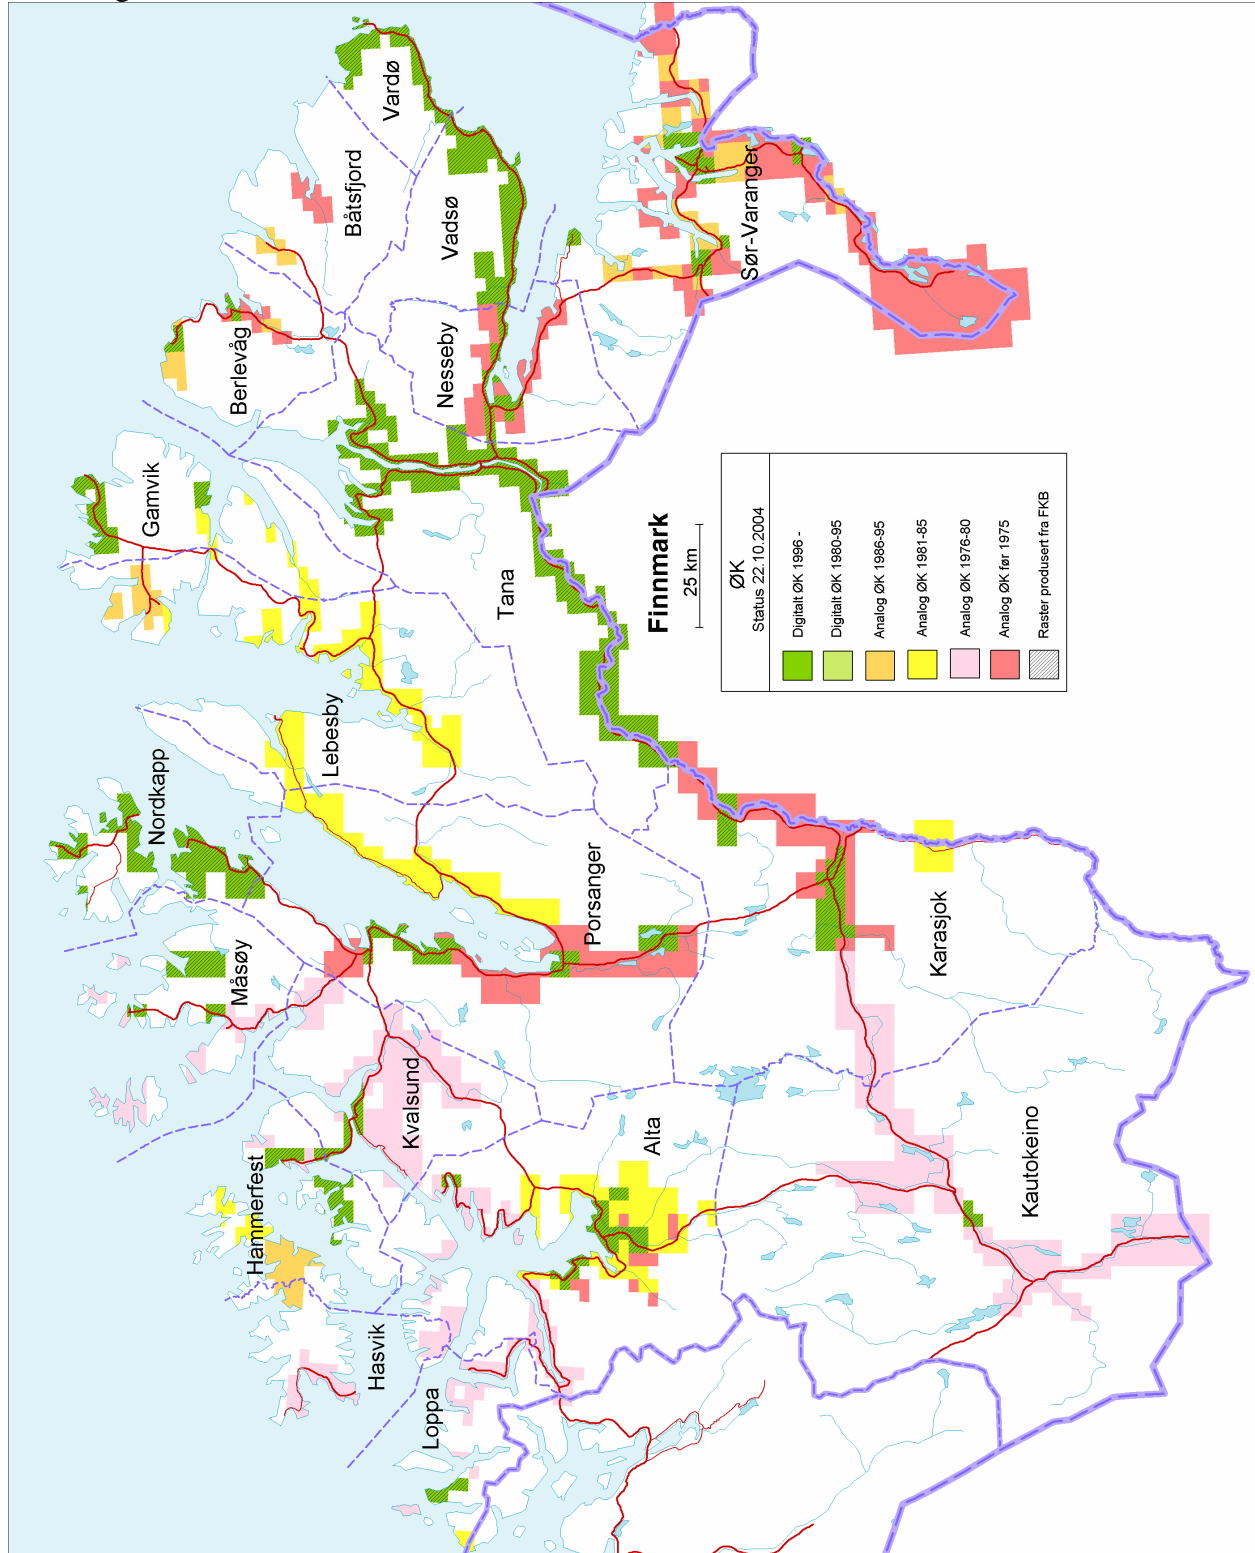 Gamvik
Nordkapp
Berlevåg
Måsøy
Hammerfest
Lebesby
Båtsfjord
Hasvik
Vardø
Kvalsund
Loppa
Nesseby
Vadsø
Tana
Porsanger
Alta
Sør-Varanger
Finnmark
25 km
ØK
Status 22.10.2004
Digitalt ØK 1996 -
Digitalt ØK 1980-95
Analog ØK 1986-95
Analog ØK 1981-85
Analog ØK 1976-80
Analog ØK før 1975
Raster produsert fra FKB
Karasjok
Kautokeino